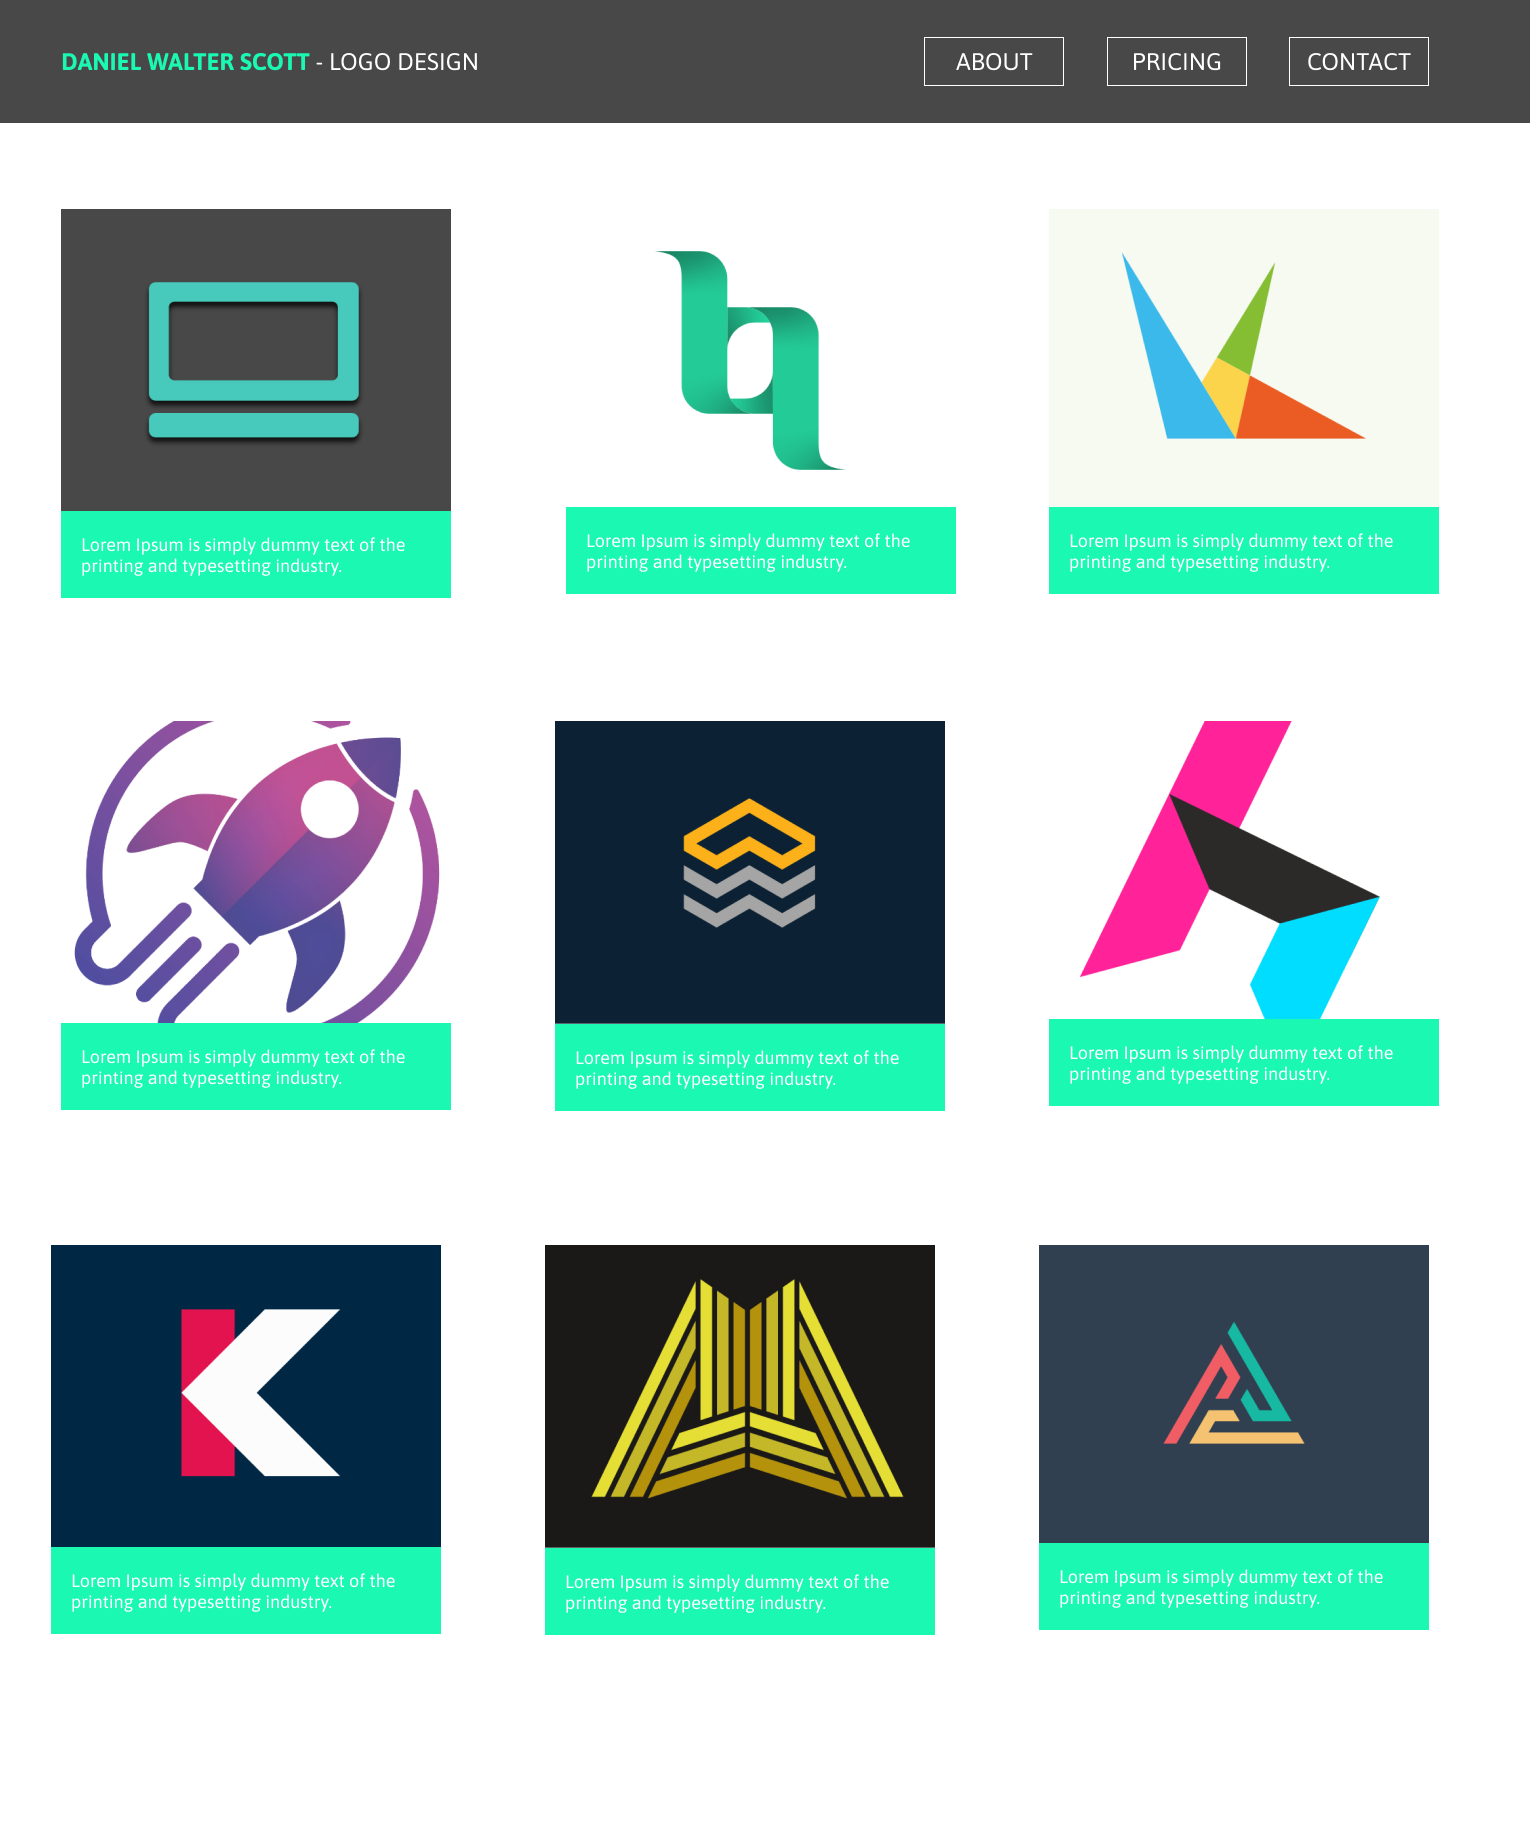 DANIEL WALTER SCOTT - LOGO DESIGN
ABOUT
PRICING
CONTACT
Lorem Ipsum is simply dummy text of the
printing and typesetting industry.
Lorem Ipsum is simply dummy text of the
printing and typesetting industry.
Lorem Ipsum is simply dummy text of the
printing and typesetting industry.
Lorem Ipsum is simply dummy text of the
printing and typesetting industry.
Lorem Ipsum is simply dummy text of the
printing and typesetting industry.
Lorem Ipsum is simply dummy text of the
printing and typesetting industry.
Lorem Ipsum is simply dummy text of the
printing and typesetting industry.
Lorem Ipsum is simply dummy text of the
printing and typesetting industry.
Lorem Ipsum is simply dummy text of the
printing and typesetting industry.